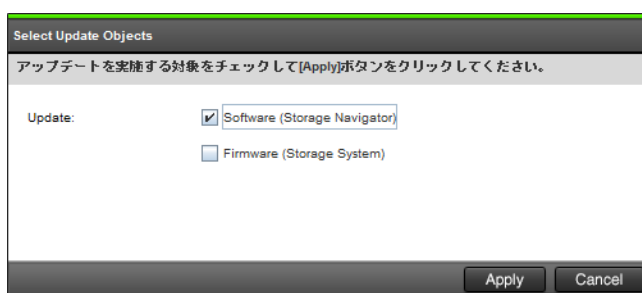 Select Update Objects
アップデートを実施する対象をチェックして[Apply]ボタンをクリックしてください。
Update:
Software (Storage Navigator)
Firmware (Storage System)
Apply Cancel